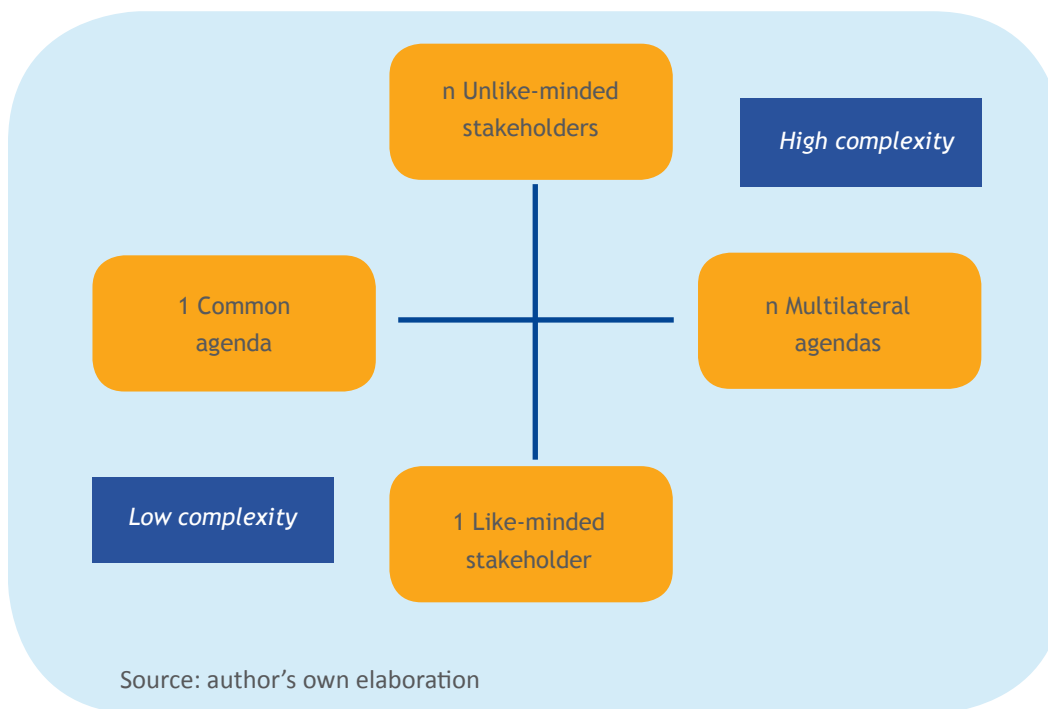 n Unlike-minded
stakeholders
High complexity
1 Common
agenda
n Multilateral
agendas
Low complexity
1 Like-minded
stakeholder
Source: author’s own elaboration